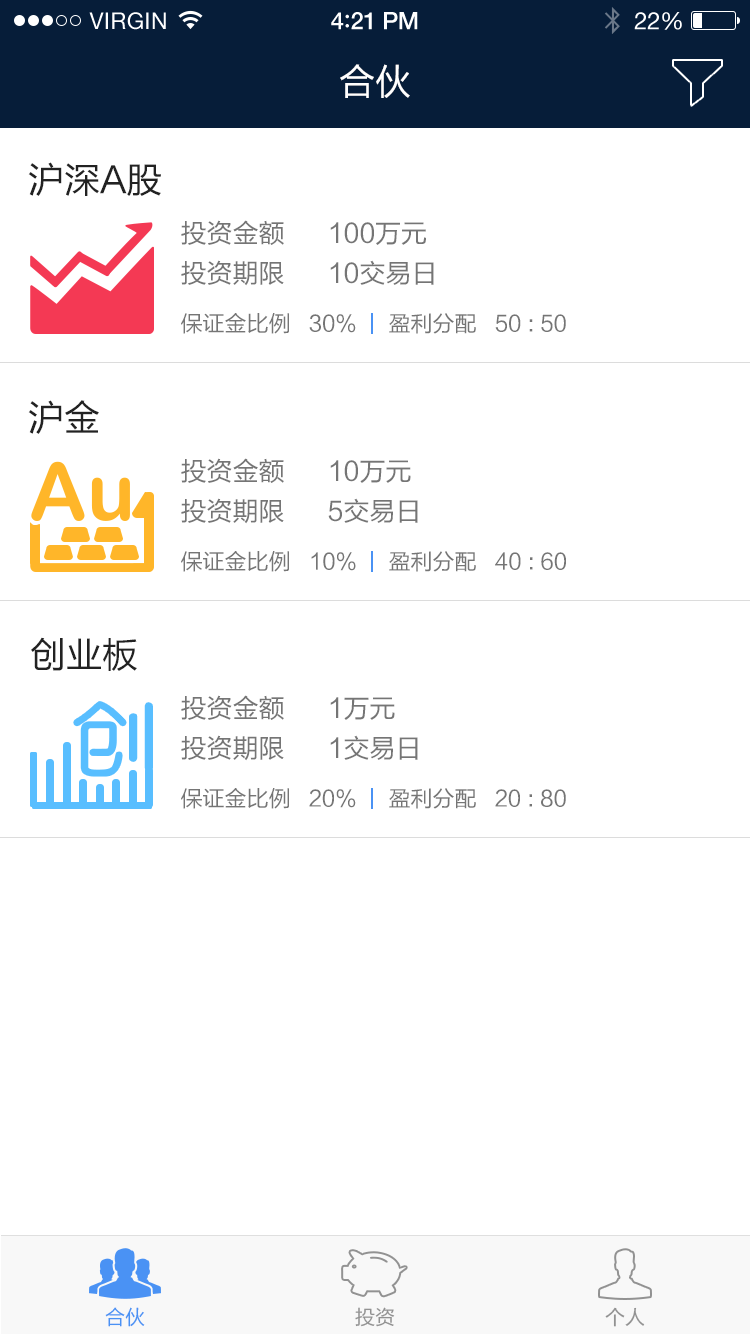 VIRGIN 4:21 PM 22%
合伙
沪深A股
投资金额 100万元
投资期限 10交易日
保证金比例 30% 盈利分配 50 : 50
沪金
Au
投资金额 10万元
投资期限 5交易日
保证金比例 10% 盈利分配 40 : 60
创业板
创
投资金额 1万元
投资期限 1交易日
保证金比例 20% 盈利分配 20 : 80
合伙 投资 个人